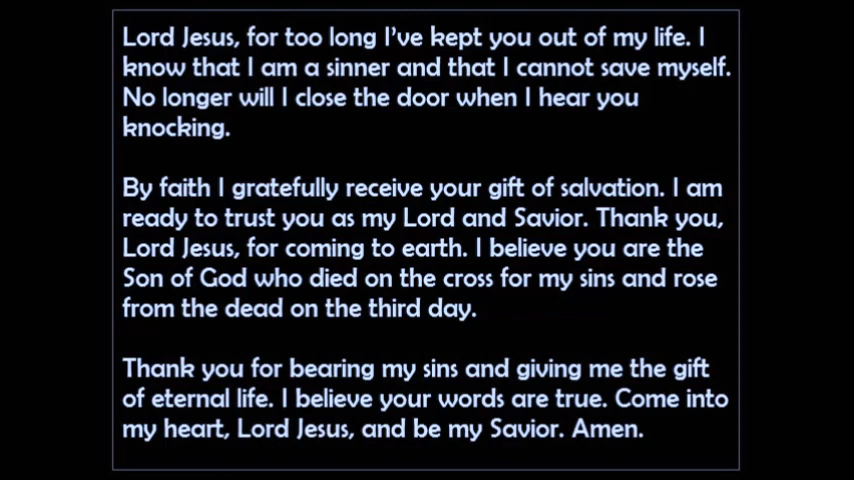 Lord Jesus, for too long I've kept you out of my life. I
know that I am a sinner and that I cannot save myself.
No longer will I close the door when I hear you
knocking.
By faith I gratefully receive your gift of salvation. I am
ready to trust you as my Lord and Savior. Thank you,
Lord Jesus, for coming to earth. I believe you are the
Son of God who died on the cross for my sins and rose
from the dead on the third day.
Thank you for bearing my sins and giving me the gift
of eternal life. I believe your words are true. Come into
my heart, Lord Jesus, and be my Savior. Amen.